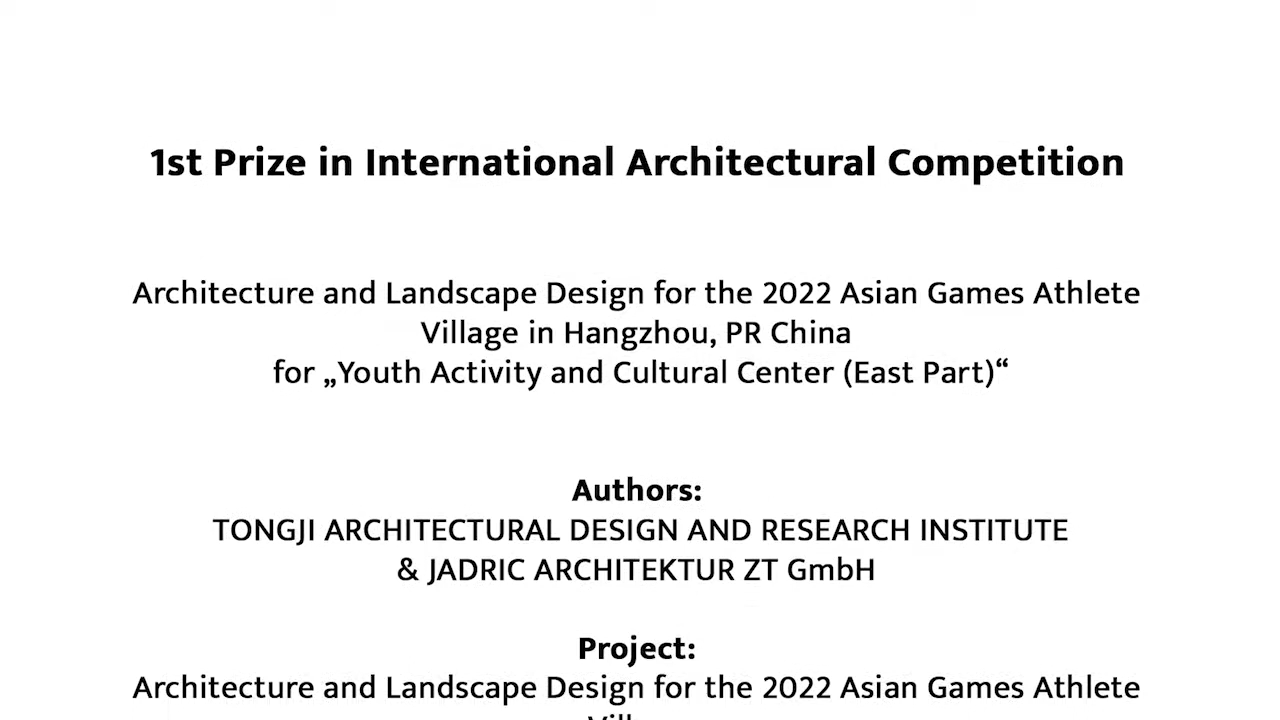 1st Prize in International Architectural Competition
Architecture and Landscape Design for the 2022 Asian Games Athlete
Village in Hangzhou, PR China
for „Youth Activity and Cultural Center (East Part)“
Authors:
TONGJI ARCHITECTURAL DESIGN AND RESEARCH INSTITUTE
& JADRIC ARCHITEKTUR ZT GmbH
Project:
Architecture and Landscape Design for the 2022 Asian Games Athlete